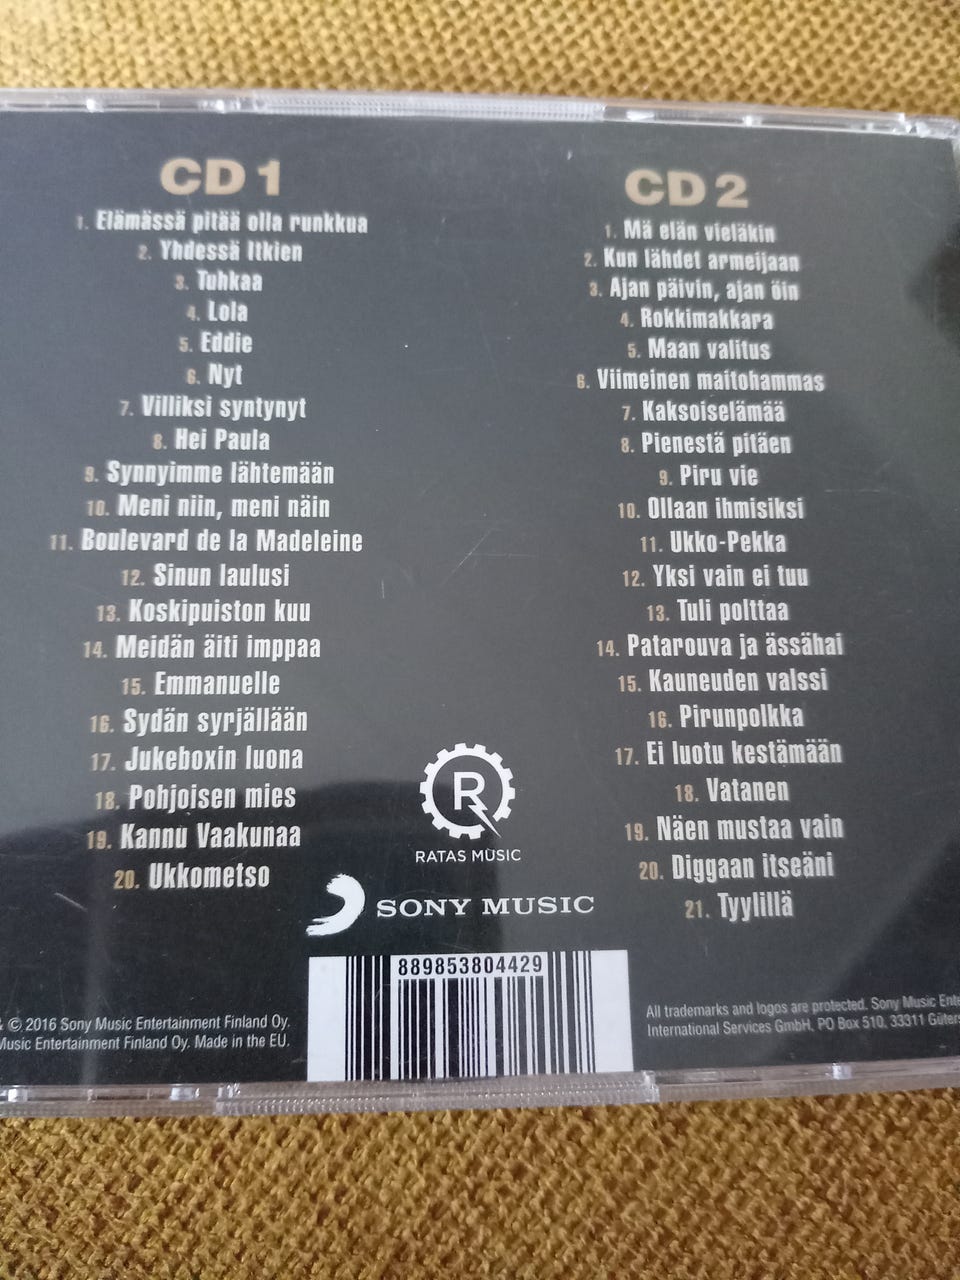 CD 1
1. Elämässä pitää olla runkkua
2. Yhdessä Itkien
3. Tuhkaa
4. Lola
5. Eddie
6. Nyt
7. Villiksi syntynyt
8. Hei Paula
9. Synnyimme lähtemään
10. Meni niin, meni näin
11. Boulevard de la Madeleine
12. Sinun laulusi
13. Koskipuiston kuu
14. Meidän äiti imppaa
15. Emmanuelle
16. Sydän syrjällään
17. Jukeboxin luona
18. Pohjoisen mies
19. Kannu Vaakunaa
20. Ukkometso
CD 2
1. Mä elän vieläkin
2. Kun lähdet armeijaan
3. Ajan päivin, ajan öin
4. Rokkimakkara
5. Maan valitus
6. Viimeinen maitohammas
7. Kaksoiselämää
8. Pienestä pitäen
9. Piru vie
10. Ollaan ihmisiksi
11. Ukko-Pekka
12. Yksi vain ei tuu
13. Tuli polttaa
14. Patarouva ja ässähai
15. Kauneuden valssi
16. Pirunpolkka
17. Ei luotu kestämään
18. Vatanen
19. Näen mustaa vain
20. Diggaan itseäni
21. Tyylillä
R
RATAS MUSIC
SONY MUSIC
889853804429
& © 2016 Sony Music Entertainment Finland Oy.
Music Entertainment Finland Oy. Made in the EU.
All trademarks and logos are protected. Sony Music
International Services GmbH, PO Box 510, 33311